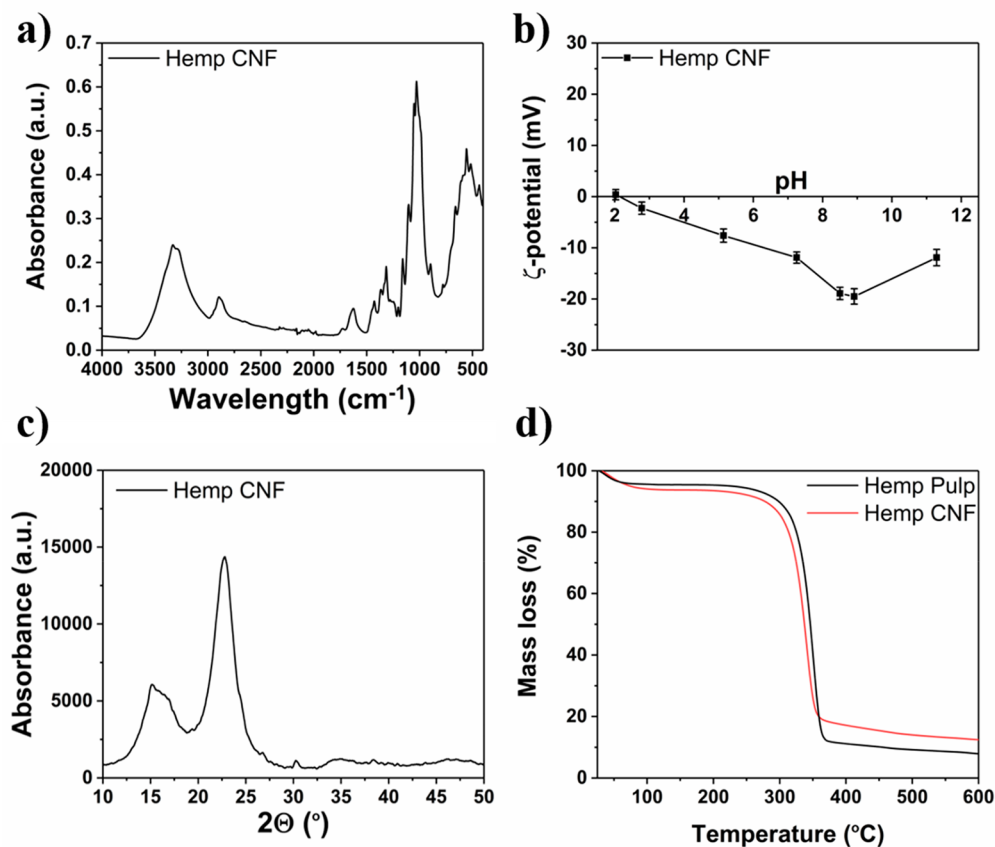 a)
Hemp CNF
Absorbance (a.u.)
0.7
0.6
0.5
0.4
0.3
0.2
0.1
0.0
4000 3500 3000 2500 2000 1500 1000 500
Wavelength (cm-1)
b)
Hemp CNF
ζ-potential (mV)
30
20
10
0
-10
-20
-30
pH
2 4 6 8 10 12
c)
Hemp CNF
Absorbance (a.u.)
20000
15000
10000
5000
0
10 15 20 25 30 35 40 45 50
2Θ (°)
d)
Hemp Pulp
Hemp CNF
Mass loss (%)
100
80
60
40
20
0
100 200 300 400 500 600
Temperature (°C)